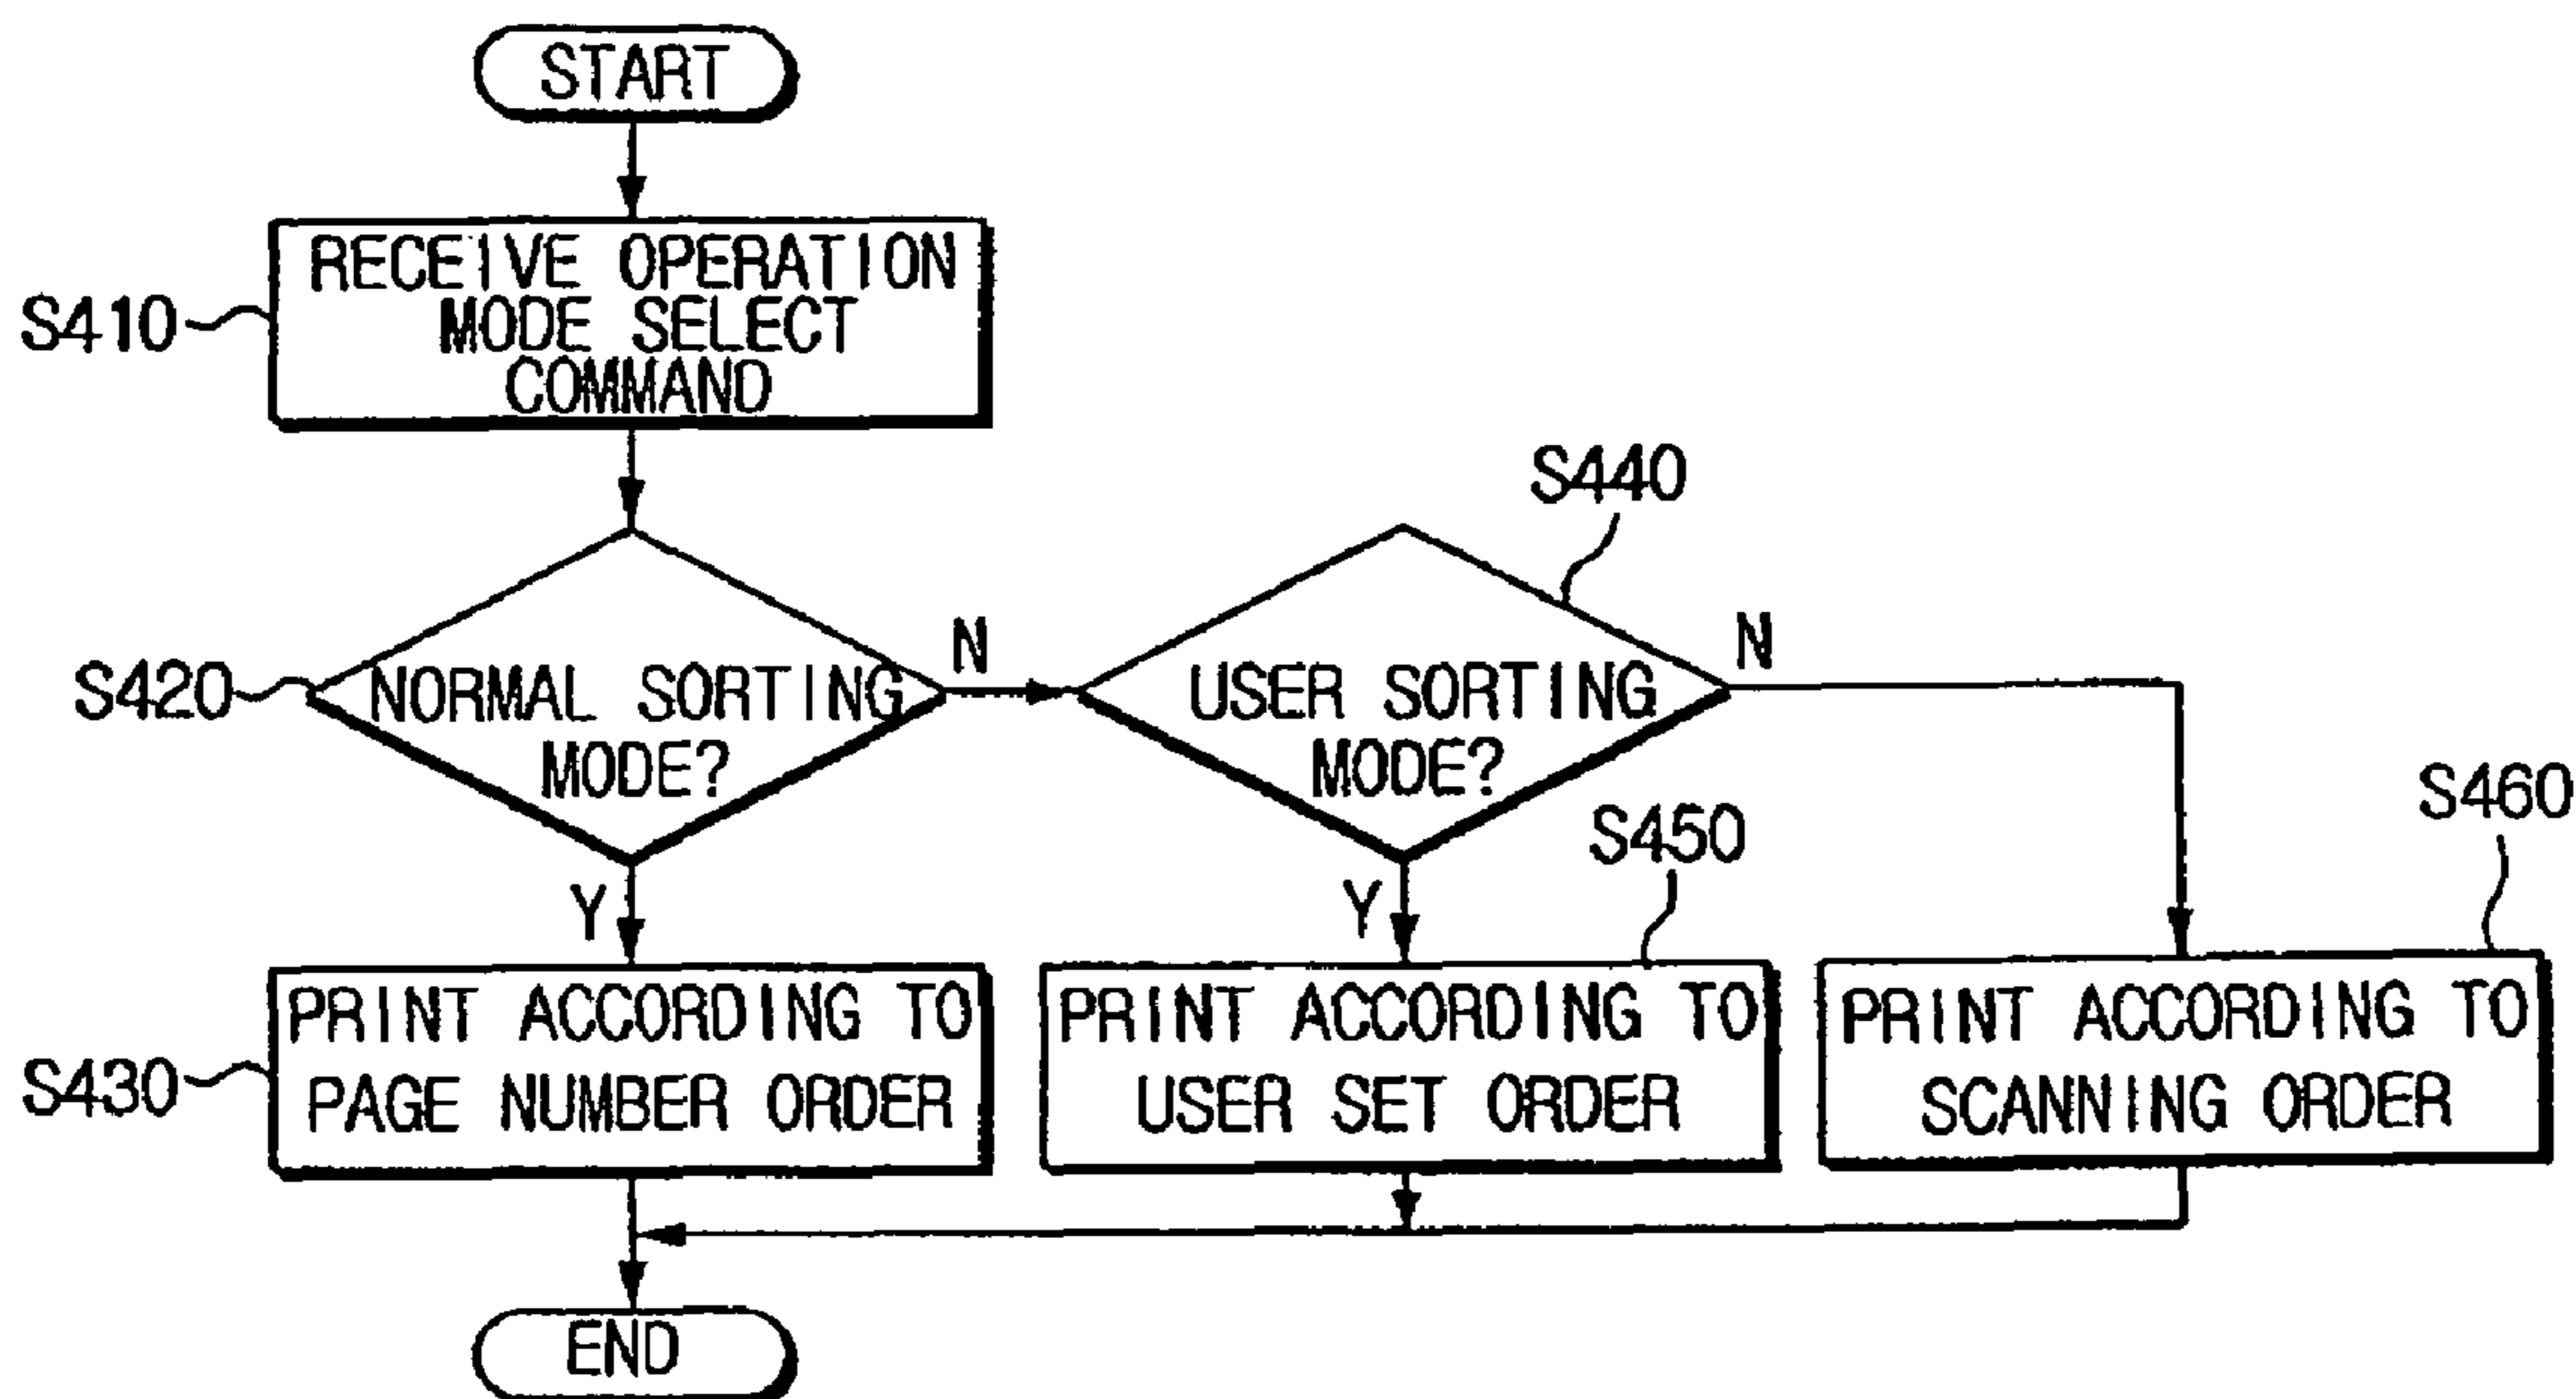 START
RECEIVE OPERATION
MODE SELECT
COMMAND
S410
S440
S420
NORMAL SORTING
MODE?
N
USER SORTING
MODE?
N
S460
S450
Y
Y
S430
PRINT ACCORDING TO
PAGE NUMBER ORDER
PRINT ACCORDING TO
USER SET ORDER
PRINT ACCORDING TO
SCANNING ORDER
END